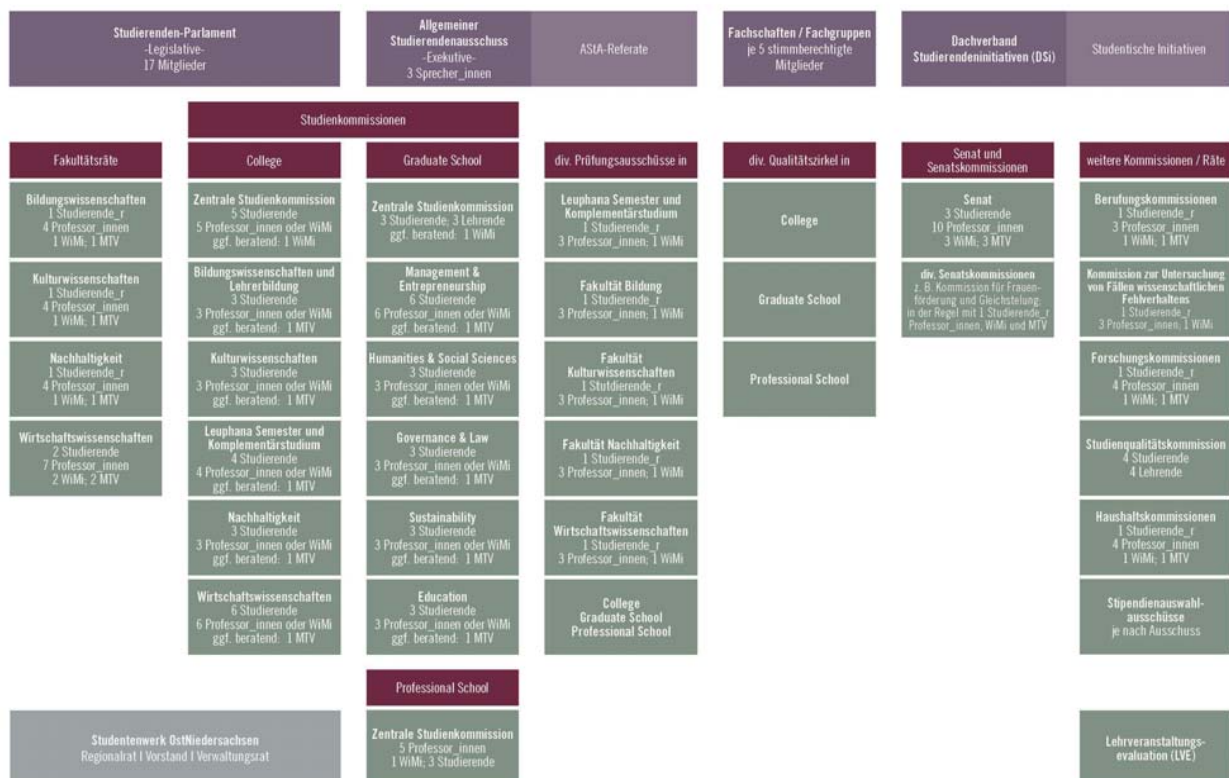 Studierenden-Parlament
-Legislative-
17 Mitglieder
Allgemeiner
Studierendenausschuss
-Exekutive-
3 Sprecher_innen
AStA-Referate
Fachschaften / Fachgruppen
je 5 stimmberechtigte
Mitglieder
Dachverband
Studierendeninitiativen (DSi)
Studentische Initiativen
Studienkommissionen
Fakultätsräte
College
Graduate School
div. Prüfungsausschüsse in
div. Qualitätszirkel in
Senat und
Senatskommissionen
weitere Kommissionen / Räte
Bildungswissenschaften
1 Studierende_r
4 Professor_innen
1 WiMi; 1 MTV
Zentrale Studienkommission
5 Studierende
5 Professor_innen oder WiMi
ggf. beratend: 1 WiMi
Zentrale Studienkommission
3 Studierende; 3 Lehrende
ggf. beratend: 1 WiMi
Leuphana Semester und
Komplementärstudium
1 Studierende_r
3 Professor_innen; 1 WiMi
College
Senat
3 Studierende
10 Professor_innen
3 WiMi; 3 MTV
Berufungskommissionen
1 Studierende_r
3 Professor_innen
1 WiMi; 1 MTV
Kulturwissenschaften
1 Studierende_r
4 Professor_innen
1 WiMi; 1 MTV
Bildungswissenschaften und
Lehrerbildung
3 Studierende
3 Professor_innen oder WiMi
ggf. beratend: 1 MTV
Management &
Entrepreneurship
6 Studierende
6 Professor_innen oder WiMi
ggf. beratend: 1 MTV
Fakultät Bildung
1 Studierende_r
3 Professor_innen; 1 WiMi
Graduate School
div. Senatskommissionen
z. B. Kommission für Frauen-
förderung und Gleichstelung;
in der Regel mit 1 Studierende_r,
Professor_innen, WiMi und MTV
Kommission zur Untersuchung
von Fällen wissenschaftlichen
Fehlverhaltens
1 Studierende_r
3 Professor_innen; 1 WiMi
Nachhaltigkeit
1 Studierende_r
4 Professor_innen
1 WiMi; 1 MTV
Kulturwissenschaften
3 Studierende
3 Professor_innen oder WiMi
ggf. beratend: 1 MTV
Humanities & Social Sciences
3 Studierende
3 Professor_innen oder WiMi
ggf. beratend: 1 MTV
Fakultät
Kulturwissenschaften
1 Stutdierende_r
3 Professor_innen; 1 WiMi
Professional School
Forschungskommissionen
1 Studierende_r
4 Professor_innen
1 WiMi; 1 MTV
Wirtschaftswissenschaften
2 Studierende
7 Professor_innen
2 WiMi; 2 MTV
Leuphana Semester und
Komplementärstudium
4 Studierende
4 Professor_innen oder WiMi
ggf. beratend: 1 MTV
Governance & Law
3 Studierende
3 Professor_innen oder WiMi
ggf. beratend: 1 MTV
Fakultät Nachhaltigkeit
1 Studierende_r
3 Professor_innen; 1 WiMi
Studienqualitätskommission
4 Studierende
4 Lehrende
Nachhaltigkeit
3 Studierende
3 Professor_innen oder WiMi
ggf. beratend: 1 MTV
Sustainability
3 Studierende
3 Professor_innen oder WiMi
ggf. beratend: 1 MTV
Fakultät
Wirtschaftswissenschaften
1 Studierende_r
3 Professor_innen; 1 WiMi
Haushaltskommissionen
1 Studierende_r
4 Professor_innen
1 WiMi; 1 MTV
Wirtschaftswissenschaften
6 Studierende
6 Professor_innen oder WiMi
ggf. beratend: 1 MTV
Education
3 Studierende
3 Professor_innen oder WiMi
ggf. beratend: 1 MTV
College
Graduate School
Professional School
Stipendienauswahl-
ausschüsse
je nach Ausschuss
Professional School
Studentenwerk OstNiedersachsen
Regionalrat I Vorstand I Verwaltungsrat
Zentrale Studienkommission
5 Professor_innen
1 WiMi; 3 Studierende
Lehrveranstaltungs-
evaluation (LVE)